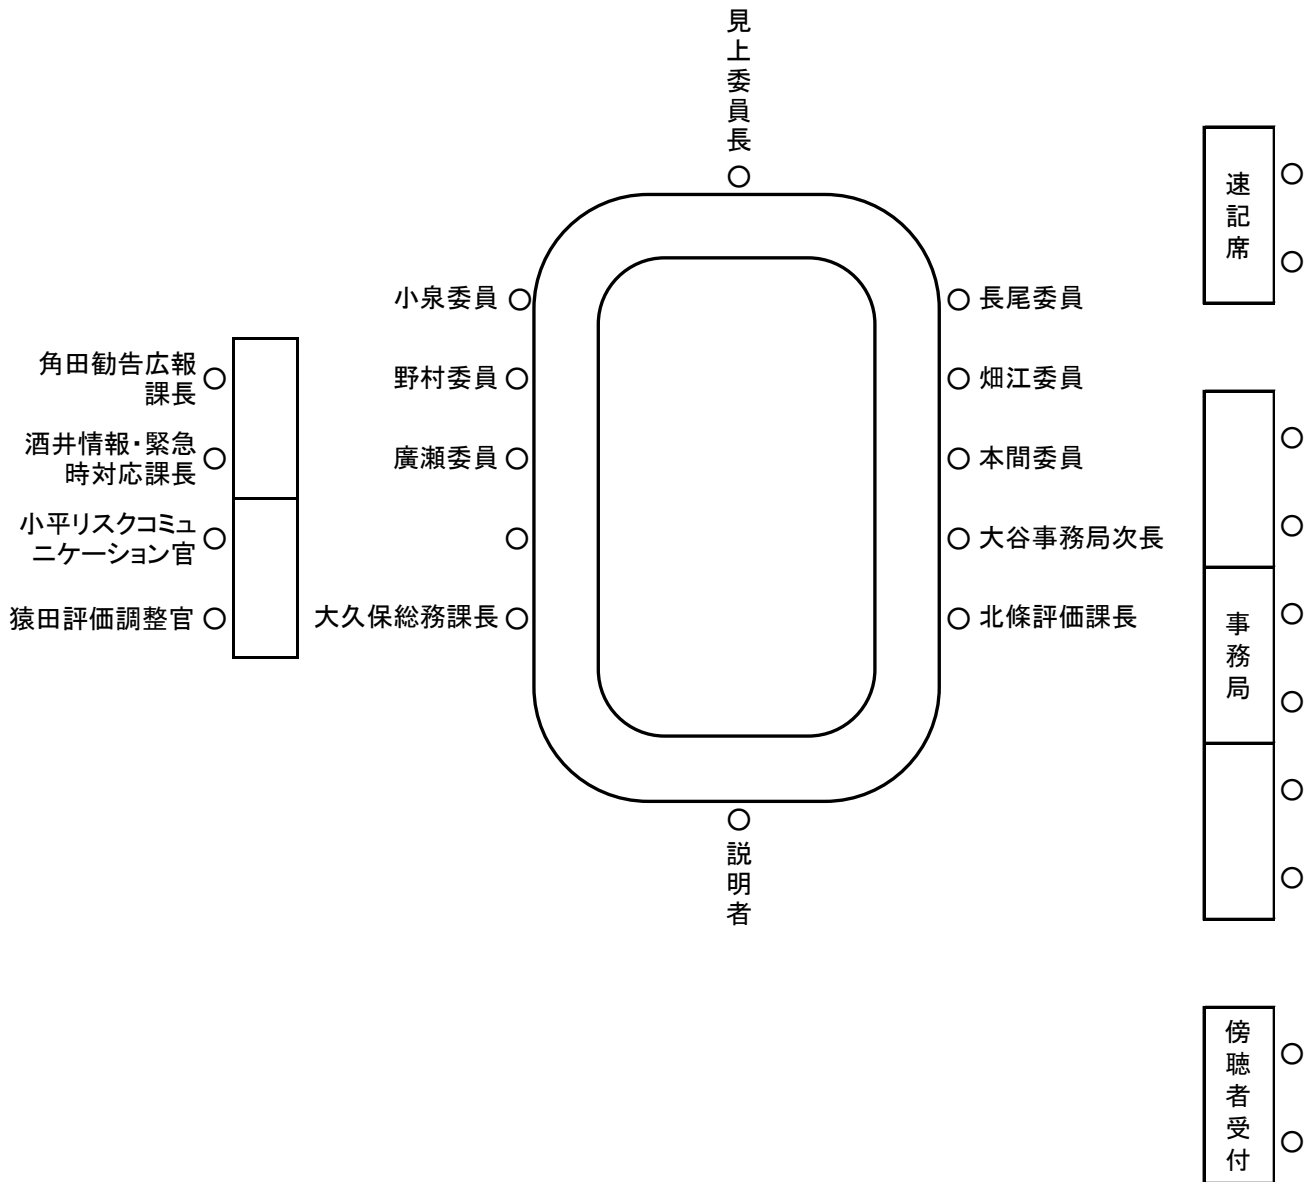 見上委員長
速記席
小泉委員
長尾委員
角田勧告広報
課長
野村委員
畑江委員
酒井情報・緊急
時対応課長
廣瀬委員
本間委員
小平リスクコミュ
ニケーション官
大谷事務局次長
猿田評価調整官
大久保総務課長
北條評価課長
事務局
説明者
傍聴者受付